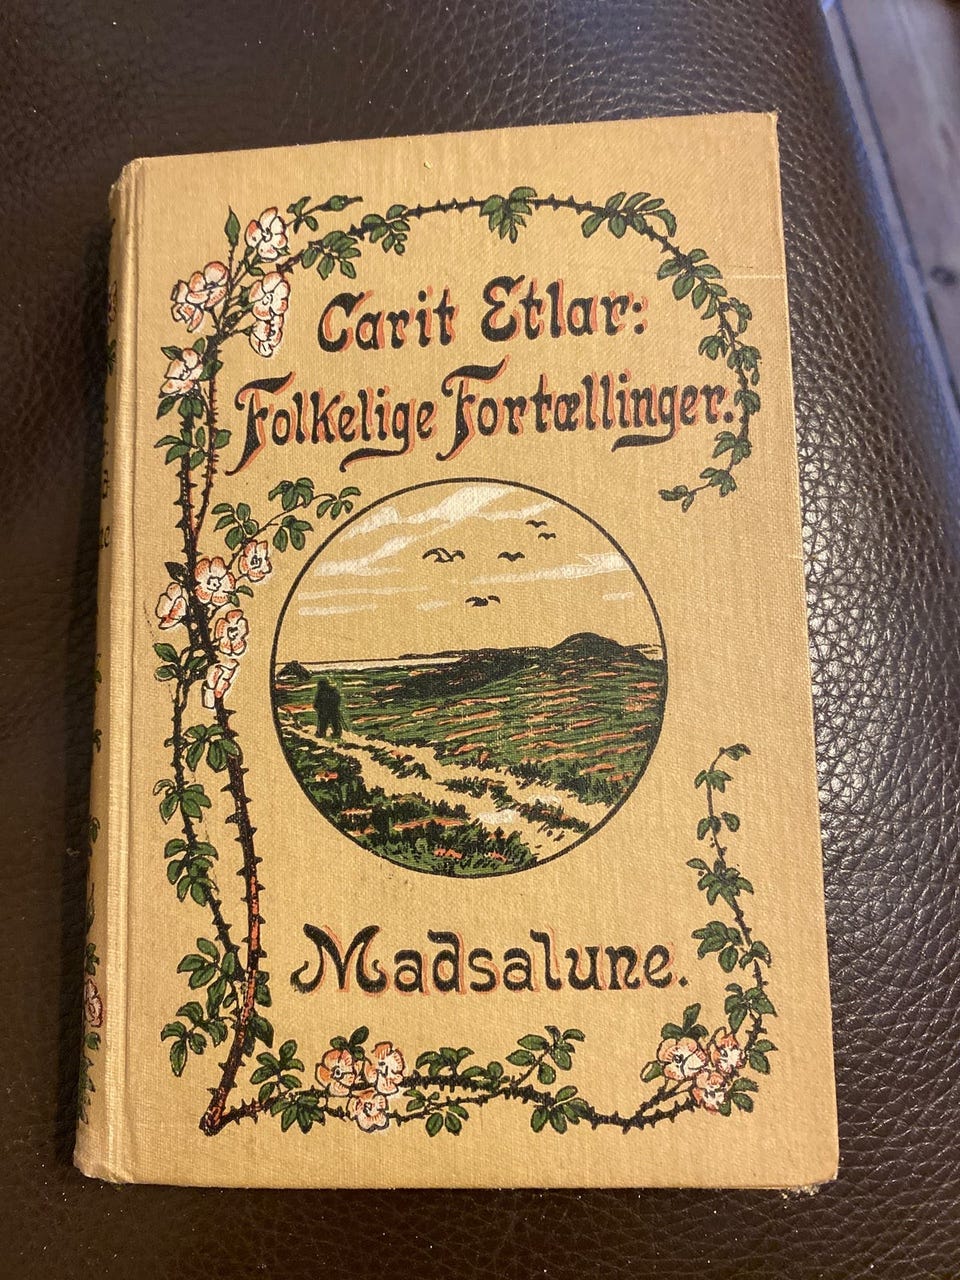 Carit Etlar:
Folkelige Fortællinger.
Madsalune.